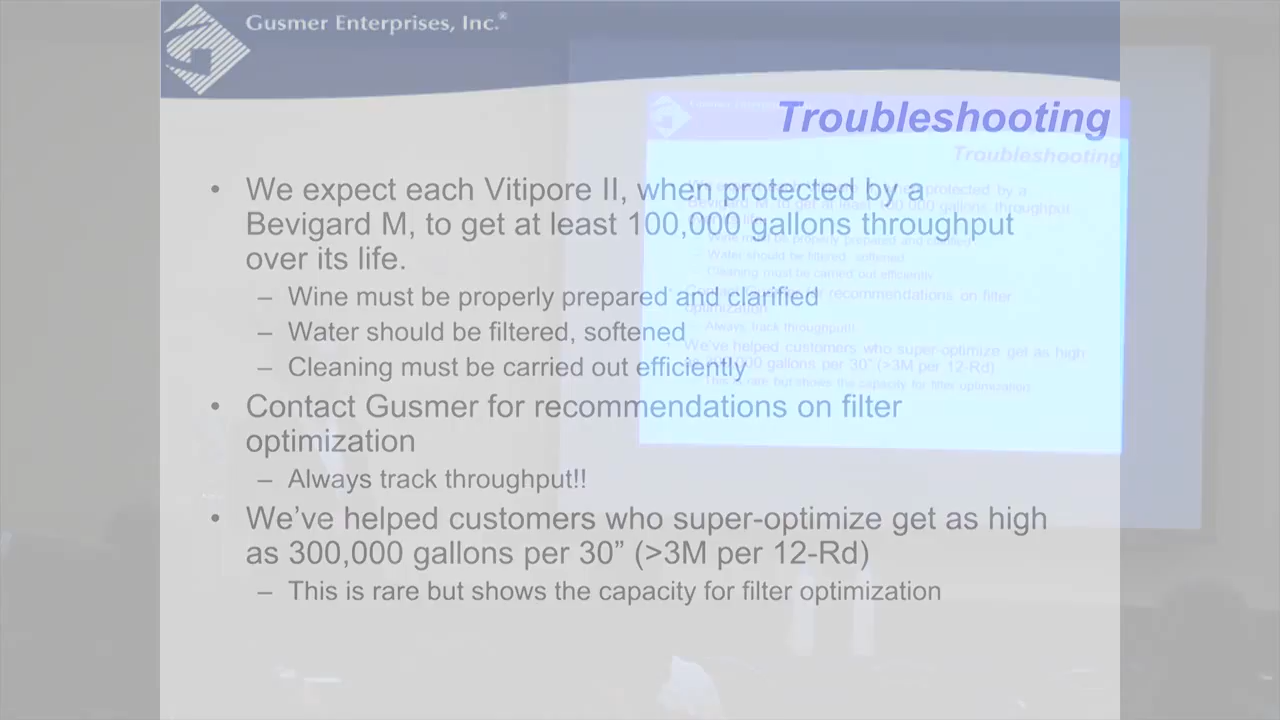 Gusmer Enterprises, Inc.®
Troubleshooting
• We expect each Vitipore II, when protected by a
Bevigard M, to get at least 100,000 gallons throughput
over its life.
– Wine must be properly prepared and clarified
– Water should be filtered, softened
– Cleaning must be carried out efficiently
• Contact Gusmer for recommendations on filter
optimization
– Always track throughput!!
• We've helped customers who super-optimize get as high
as 300,000 gallons per 30” (>3M per 12-Rd)
– This is rare but shows the capacity for filter optimization
Troubleshooting